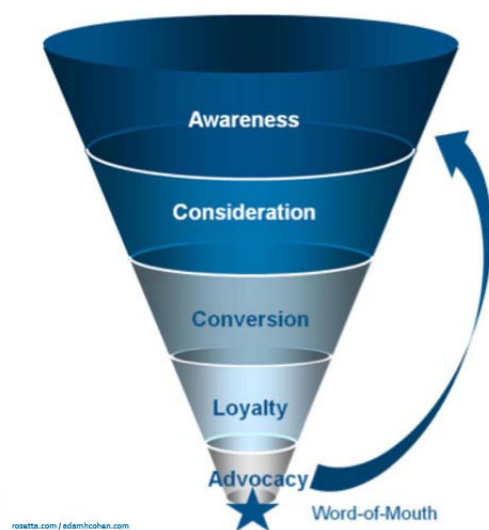 Awareness
Consideration
Conversion
Loyalty
Advocacy
Word-of-Mouth
rosetta.com / adamhcohen.com